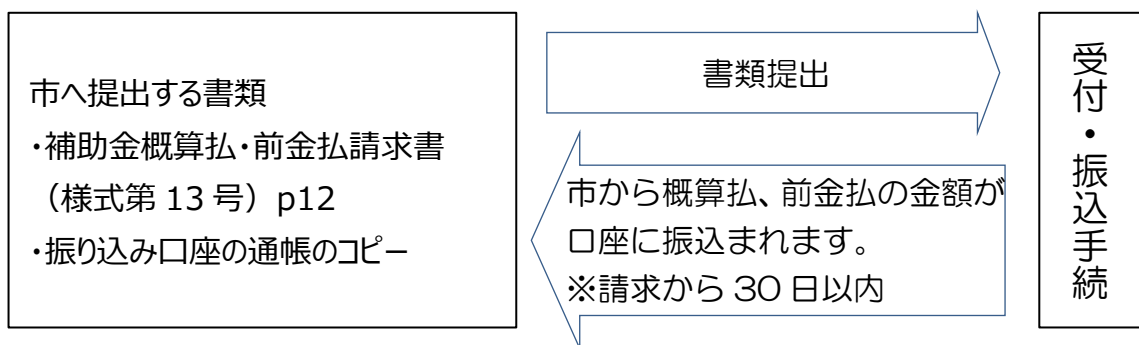 市へ提出する書類
・補助金概算払・前金払請求書
（様式第 13 号）p12
・振り込み口座の通帳のコピー
書類提出
市から概算払、前金払の金額が
口座に振込まれます。
※請求から 30 日以内
受付・振込手続